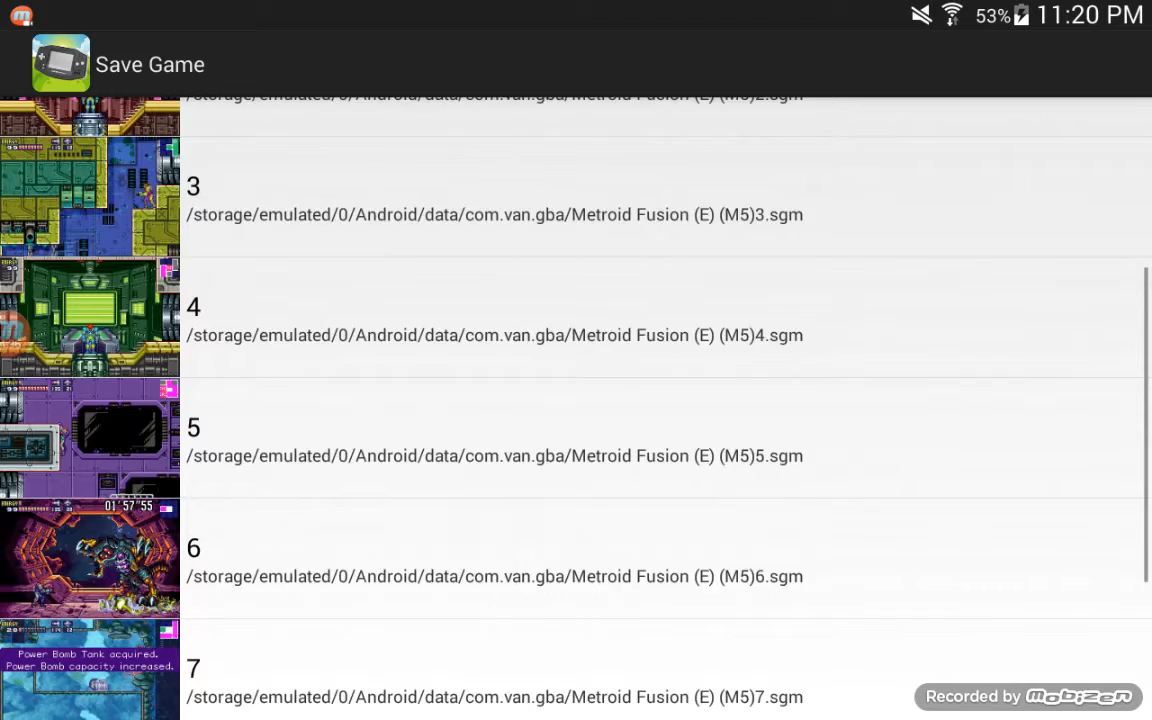 53% 11:20 PM
Save Game
/storage/emulated/0/Android/data/com.van.gba/Metroid Fusion (E) (M5)2.sgm
3
/storage/emulated/0/Android/data/com.van.gba/Metroid Fusion (E) (M5)3.sgm
4
/storage/emulated/0/Android/data/com.van.gba/Metroid Fusion (E) (M5)4.sgm
5
/storage/emulated/0/Android/data/com.van.gba/Metroid Fusion (E) (M5)5.sgm
01'57"55
6
/storage/emulated/0/Android/data/com.van.gba/Metroid Fusion (E) (M5)6.sgm
Power Bomb Tank acquired.
Power Bomb capacity increased.
7
/storage/emulated/0/Android/data/com.van.gba/Metroid Fusion (E) (M5)7.sgm
Recorded by mobizen